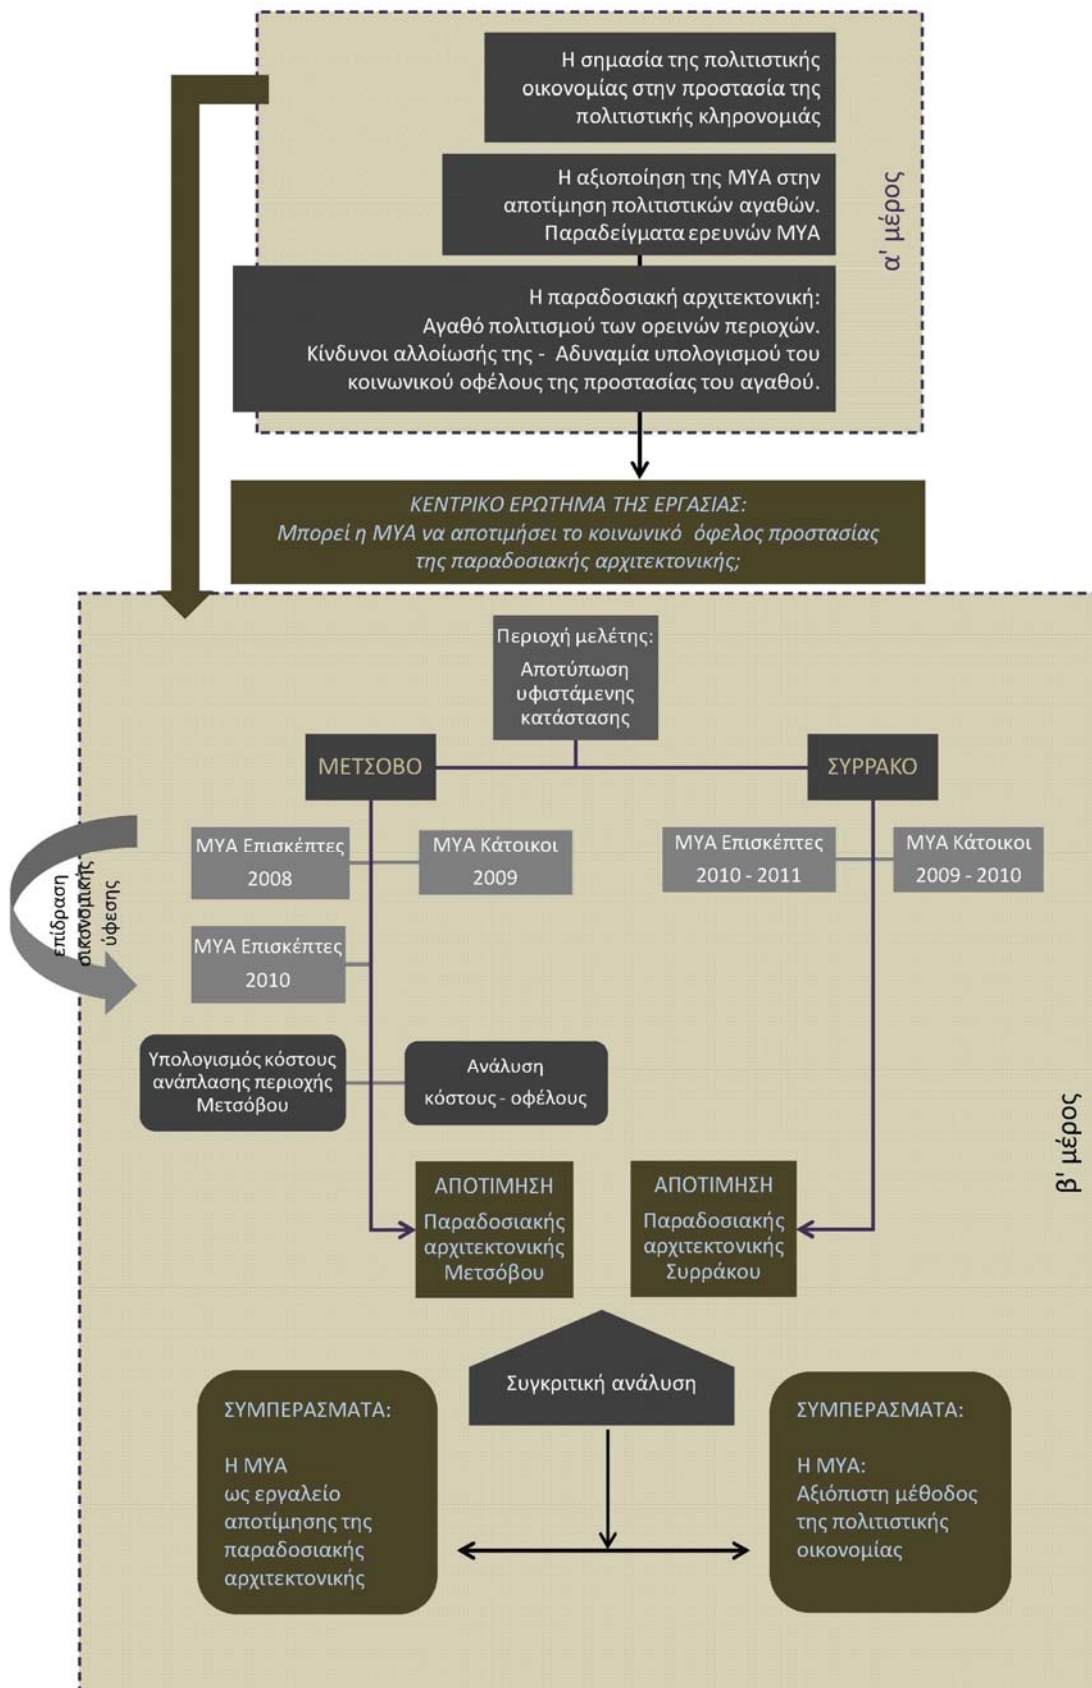 Η σημασία της πολιτιστικής
οικονομίας στην προστασία της
πολιτιστικής κληρονομιάς
Η αξιοποίηση της ΜΥΑ στην
αποτίμηση πολιτιστικών αγαθών.
Παραδείγματα ερευνών ΜΥΑ
α' μέρος
Η παραδοσιακή αρχιτεκτονική:
Αγαθό πολιτισμού των ορεινών περιοχών.
Κίνδυνοι αλλοίωσής της - Αδυναμία υπολογισμού του
κοινωνικού οφέλους της προστασίας του αγαθού.
ΚΕΝΤΡΙΚΟ ΕΡΩΤΗΜΑ ΤΗΣ ΕΡΓΑΣΙΑΣ:
Μπορεί η ΜΥΑ να αποτιμήσει το κοινωνικό όφελος προστασίας
της παραδοσιακής αρχιτεκτονικής;
Περιοχή μελέτης:
Αποτύπωση
υφιστάμενης
κατάστασης
ΜΕΤΣΟΒΟ
ΣΥΡΡΑΚΟ
ΜΥΑ Επισκέπτες
2008
ΜΥΑ Κάτοικοι
2009
ΜΥΑ Επισκέπτες
2010 - 2011
ΜΥΑ Κάτοικοι
2009 - 2010
επίδραση
οικονομικής
ύφεσης
ΜΥΑ Επισκέπτες
2010
Υπολογισμός κόστους
ανάπλασης περιοχής
Μετσόβου
Ανάλυση
κόστους - οφέλους
β' μέρος
ΑΠΟΤΙΜΗΣΗ
Παραδοσιακής
αρχιτεκτονικής
Μετσόβου
ΑΠΟΤΙΜΗΣΗ
Παραδοσιακής
αρχιτεκτονικής
Συρράκου
Συγκριτική ανάλυση
ΣΥΜΠΕΡΑΣΜΑΤΑ:
Η ΜΥΑ
ως εργαλείο
αποτίμησης της
παραδοσιακής
αρχιτεκτονικής
ΣΥΜΠΕΡΑΣΜΑΤΑ:
Η ΜΥΑ:
Αξιόπιστη μέθοδος
της πολιτιστικής
οικονομίας